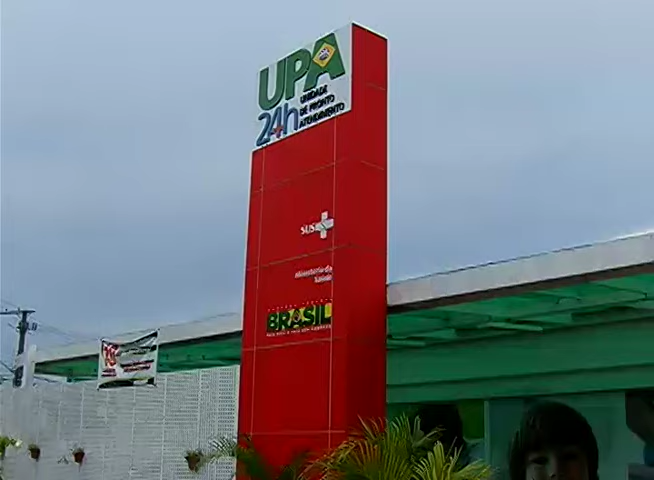 UPA
24h
UNIDADE
DE PRONTO
ATENDIMENTO
SUS
Ministério da
Saúde
BRASIL